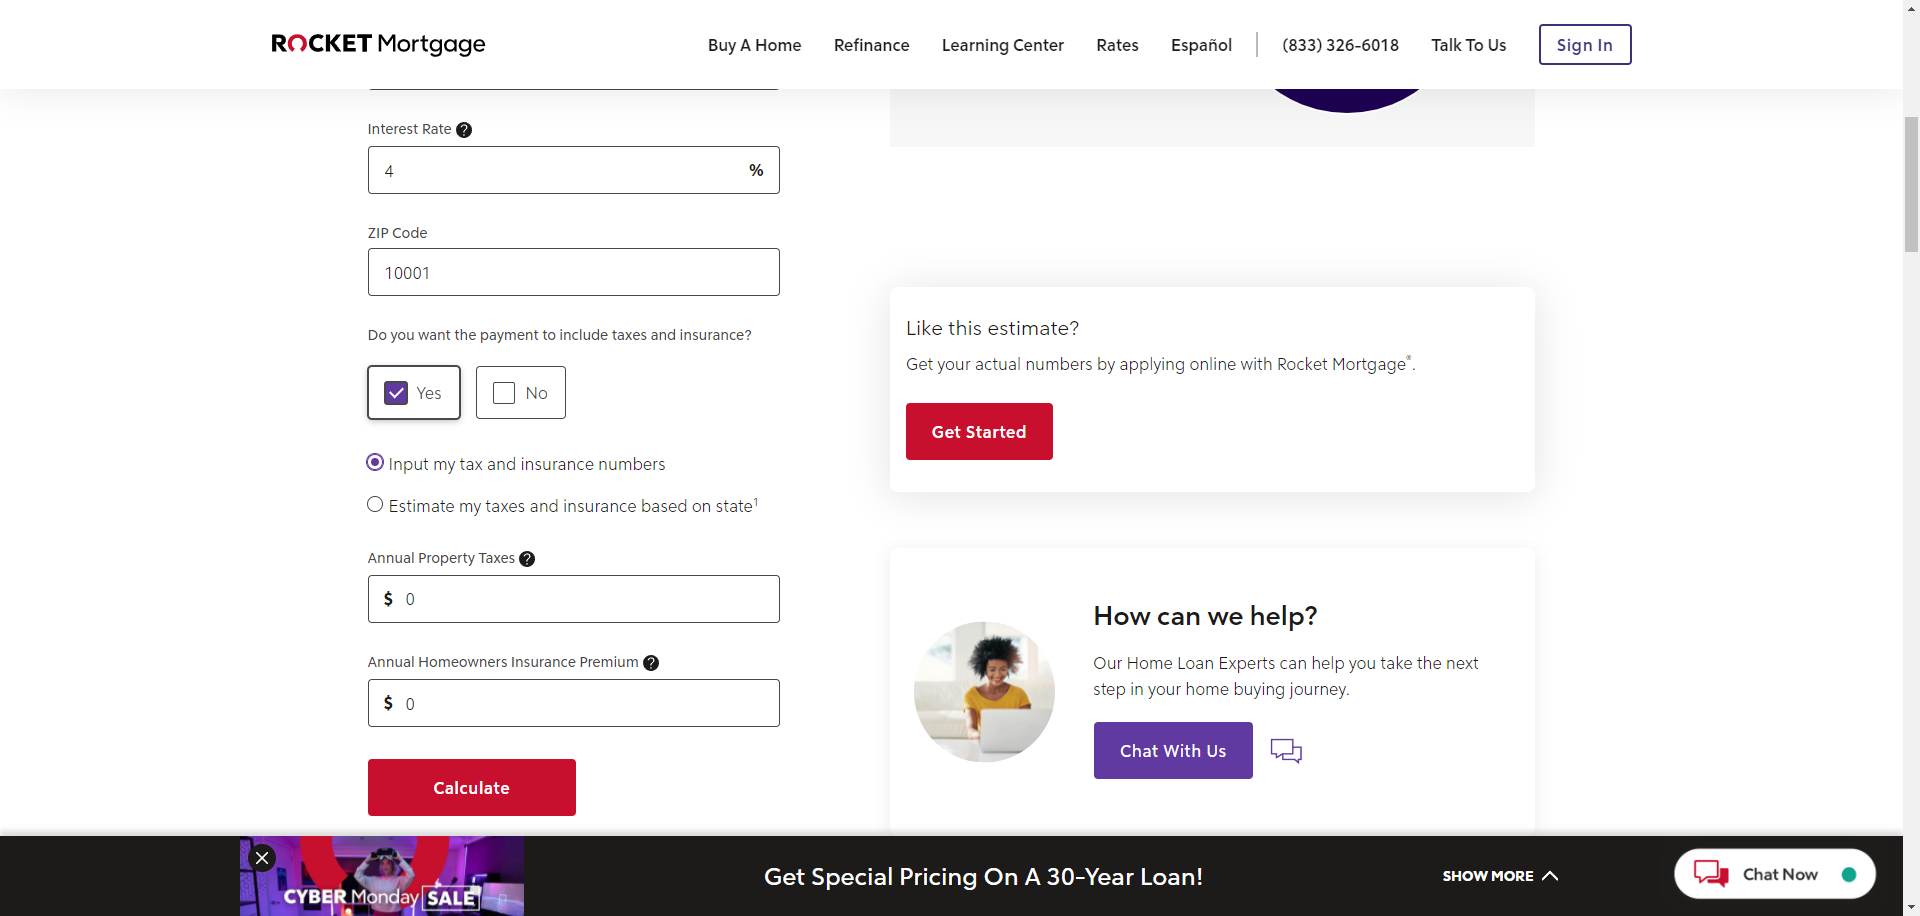 ROCKET Mortgage
Buy A Home
Refinance
Learning Center
Rates
Español
(833) 326-6018
Talk To Us
Sign In
Interest Rate ?
4 %
ZIP Code
10001
Do you want the payment to include taxes and insurance?
Yes
No
Input my tax and insurance numbers
Estimate my taxes and insurance based on state¹
Annual Property Taxes ?
$ 0
Annual Homeowners Insurance Premium ?
$ 0
Calculate
Like this estimate?
Get your actual numbers by applying online with Rocket Mortgage®.
Get Started
How can we help?
Our Home Loan Experts can help you take the next
step in your home buying journey.
Chat With Us
CYBER Monday SALE
Get Special Pricing On A 30-Year Loan!
SHOW MORE
Chat Now